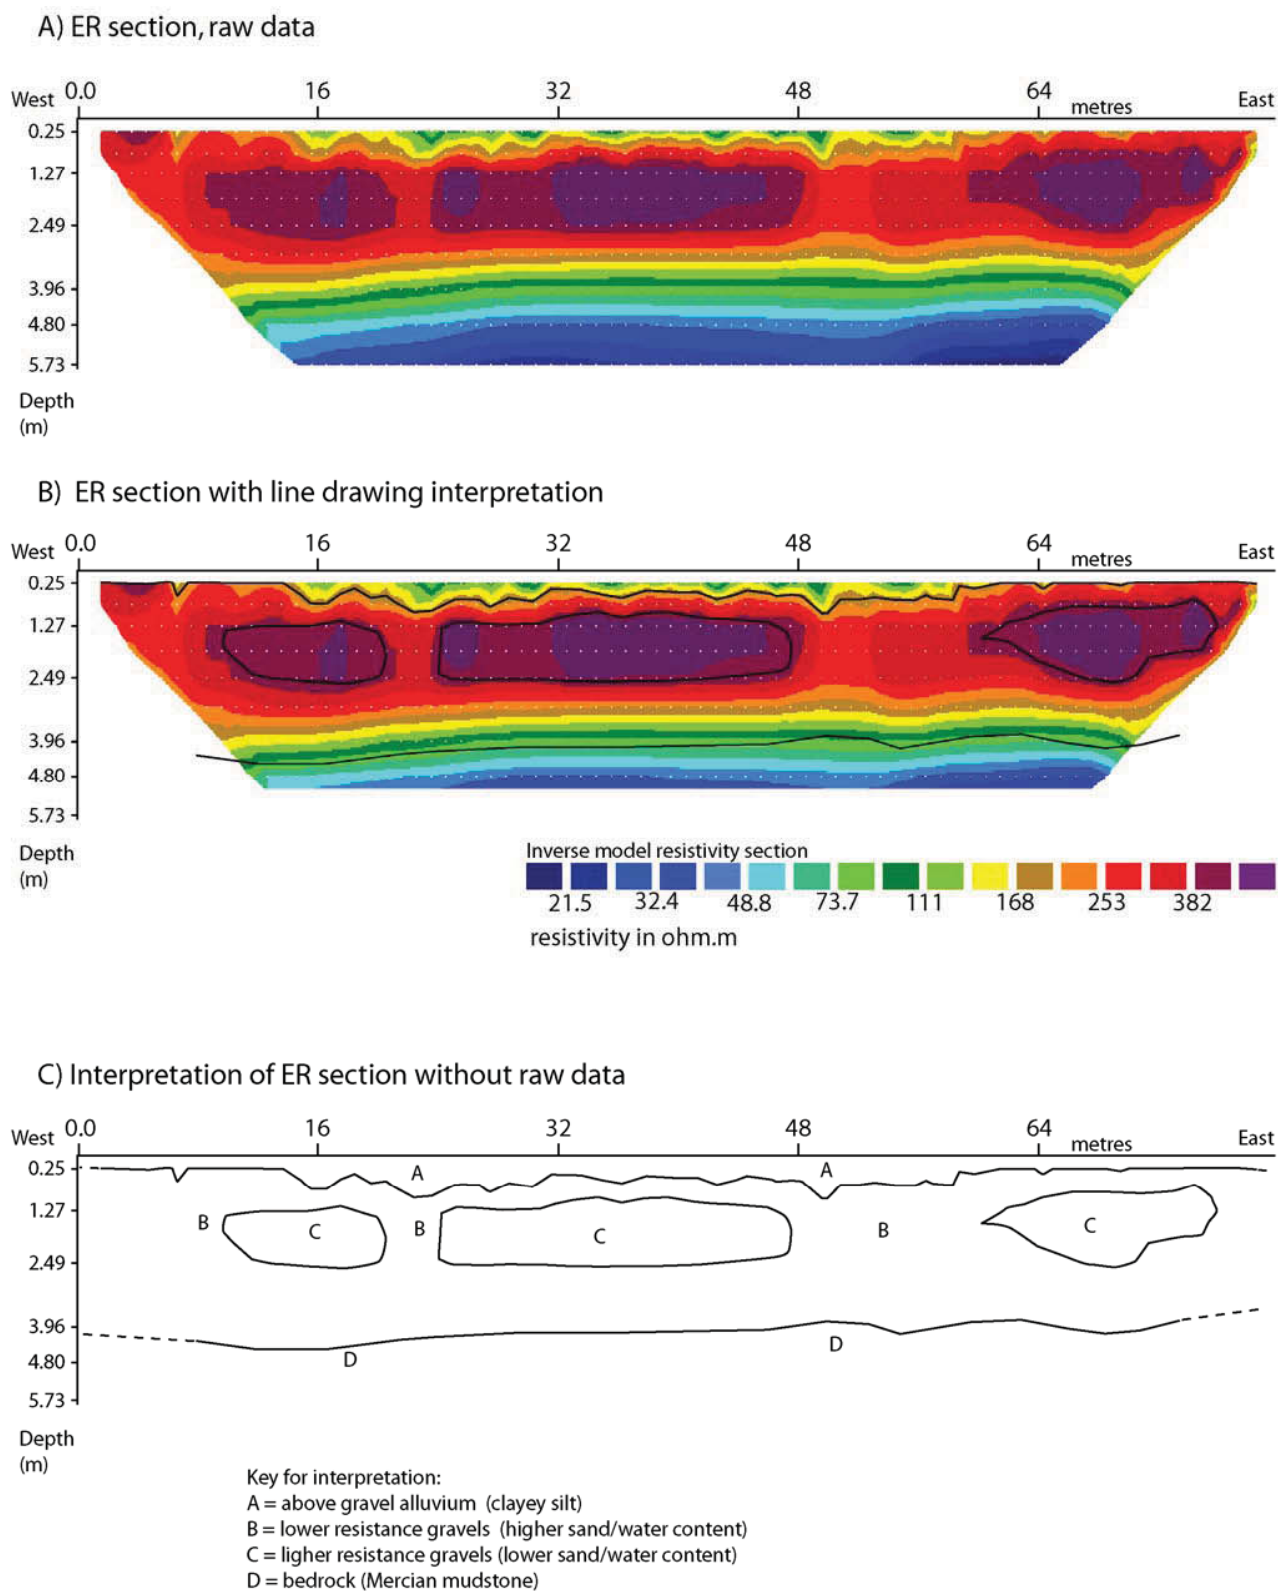 A) ER section, raw data
0.0 16 32 48 64
West metres East
0.25
1.27
2.49
3.96
4.80
5.73
Depth
(m)
B) ER section with line drawing interpretation
0.0 16 32 48 64
West metres East
0.25
1.27
2.49
3.96
4.80
5.73
Depth
(m)
Inverse model resistivity section
21.5 32.4 48.8 73.7 111 168 253 382
resistivity in ohm.m
C) Interpretation of ER section without raw data
0.0 16 32 48 64
West metres East
0.25 A A
1.27 B C B C B C
2.49
3.96
4.80 D D
5.73
Depth
(m)
Key for interpretation:
A = above gravel alluvium (clayey silt)
B = lower resistance gravels (higher sand/water content)
C = ligher resistance gravels (lower sand/water content)
D = bedrock (Mercian mudstone)